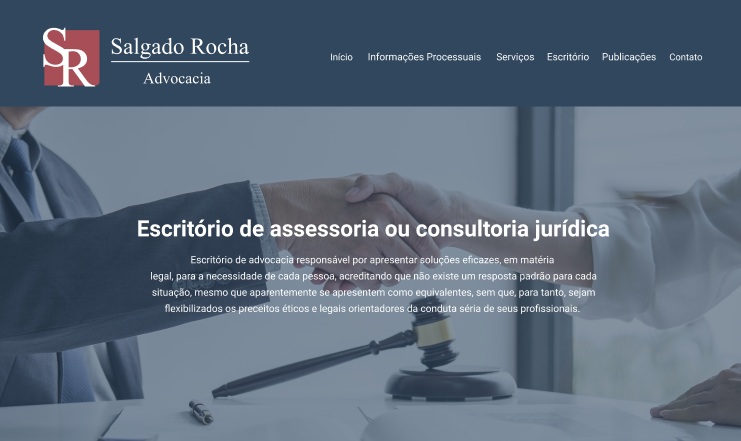 SR
Salgado Rocha
Advocacia
Início Informações Processuais Serviços Escritório Publicações Contato
Escritório de assessoria ou consultoria jurídica
Escritório de advocacia responsável por apresentar soluções eficazes, em matéria
legal, para a necessidade de cada pessoa, acreditando que não existe um resposta padrão para cada
situação, mesmo que aparentemente se apresentem como equivalentes, sem que, para tanto, sejam
flexibilizados os preceitos éticos e legais orientadores da conduta séria de seus profissionais.